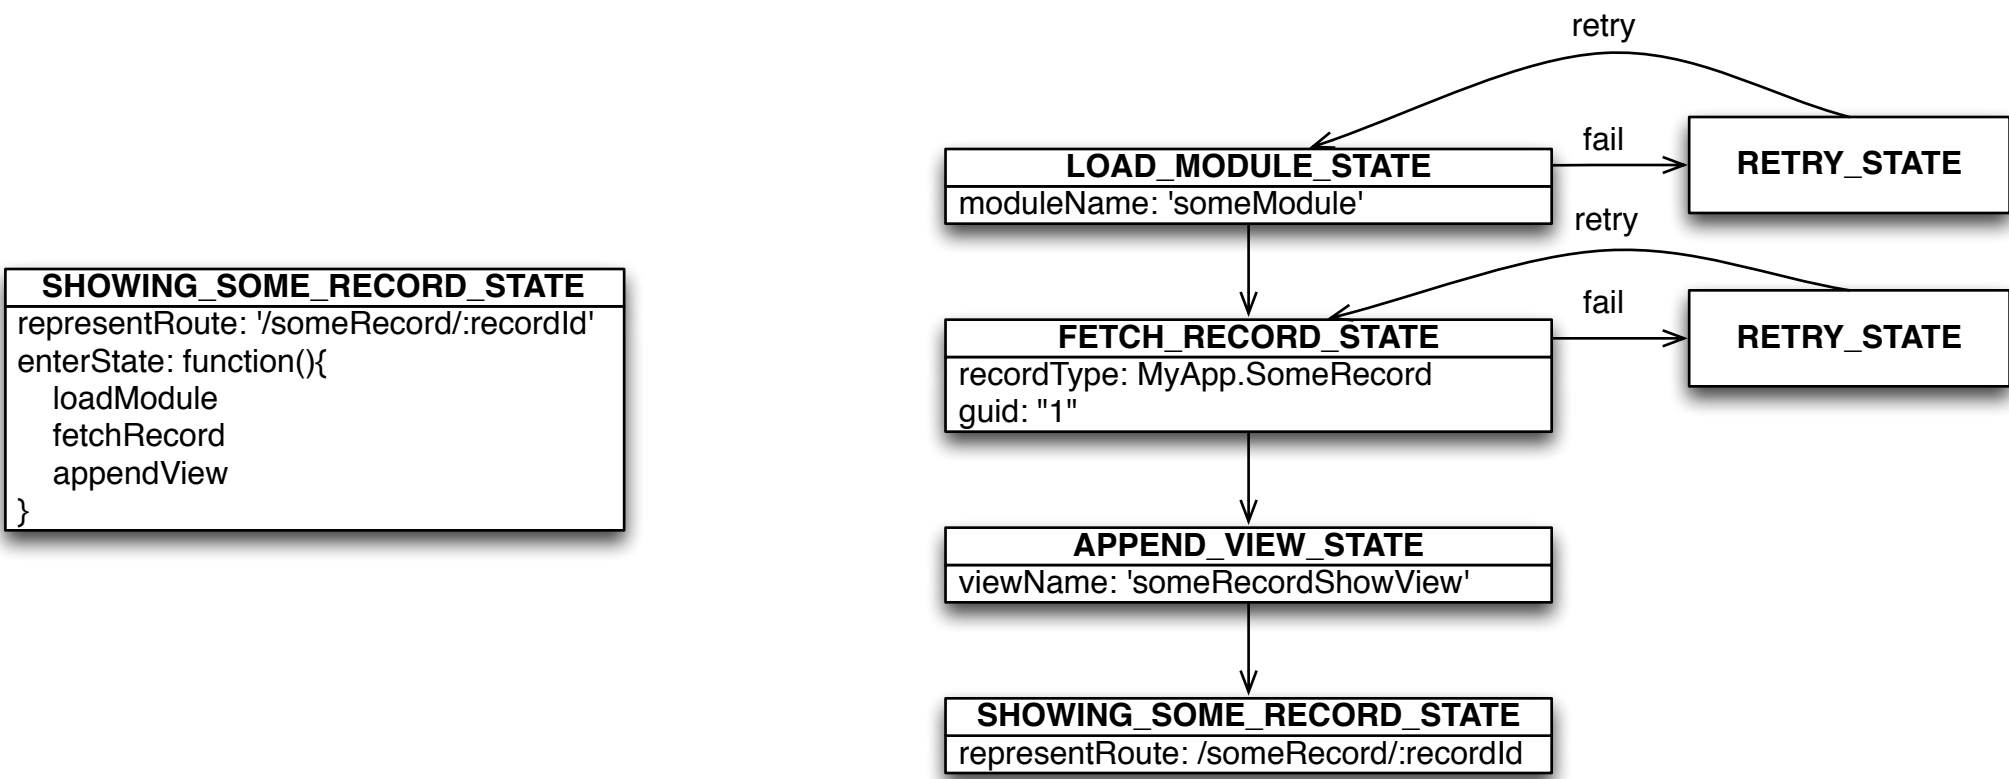 SHOWING_SOME_RECORD_STATE
representRoute: '/someRecord/:recordId'
enterState: function(){
loadModule
fetchRecord
appendView
}
retry
LOAD_MODULE_STATE
moduleName: 'someModule'
fail
RETRY_STATE
retry
FETCH_RECORD_STATE
recordType: MyApp.SomeRecord
guid: "1"
fail
RETRY_STATE
APPEND_VIEW_STATE
viewName: 'someRecordShowView'
SHOWING_SOME_RECORD_STATE
representRoute: /someRecord/:recordId